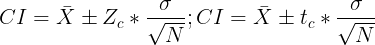 CI = X̄ ± Z_c * σ/√N; CI = X̄ ± t_c * σ/√N